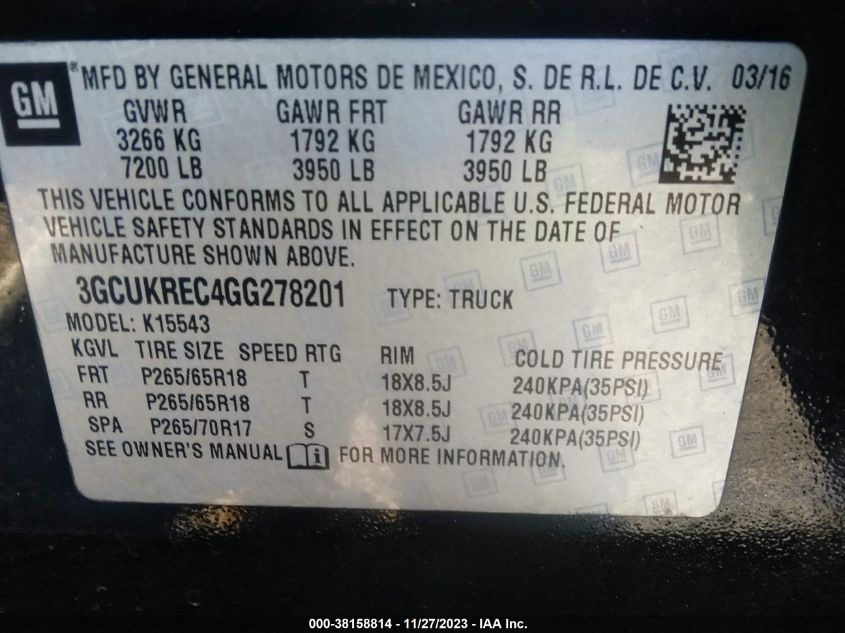 GM ® MFD BY GENERAL MOTORS DE MEXICO, S. DE R.L. DE C.V. 03/16
GVWR GAWR FRT GAWR RR
3266 KG 1792 KG 1792 KG
7200 LB 3950 LB 3950 LB
THIS VEHICLE CONFORMS TO ALL APPLICABLE U.S. FEDERAL MOTOR
VEHICLE SAFETY STANDARDS IN EFFECT ON THE DATE OF
MANUFACTURE SHOWN ABOVE.
3GCUKREC4GG278201 TYPE: TRUCK
MODEL: K15543
KGVL TIRE SIZE SPEED RTG RIM COLD TIRE PRESSURE
FRT P265/65R18 T 18X8.5J 240KPA(35PSI)
RR P265/65R18 T 18X8.5J 240KPA(35PSI)
SPA P265/70R17 S 17X7.5J 240KPA(35PSI)
SEE OWNER'S MANUAL FOR MORE INFORMATION.
000-38158814 - 11/27/2023 - IAA Inc.